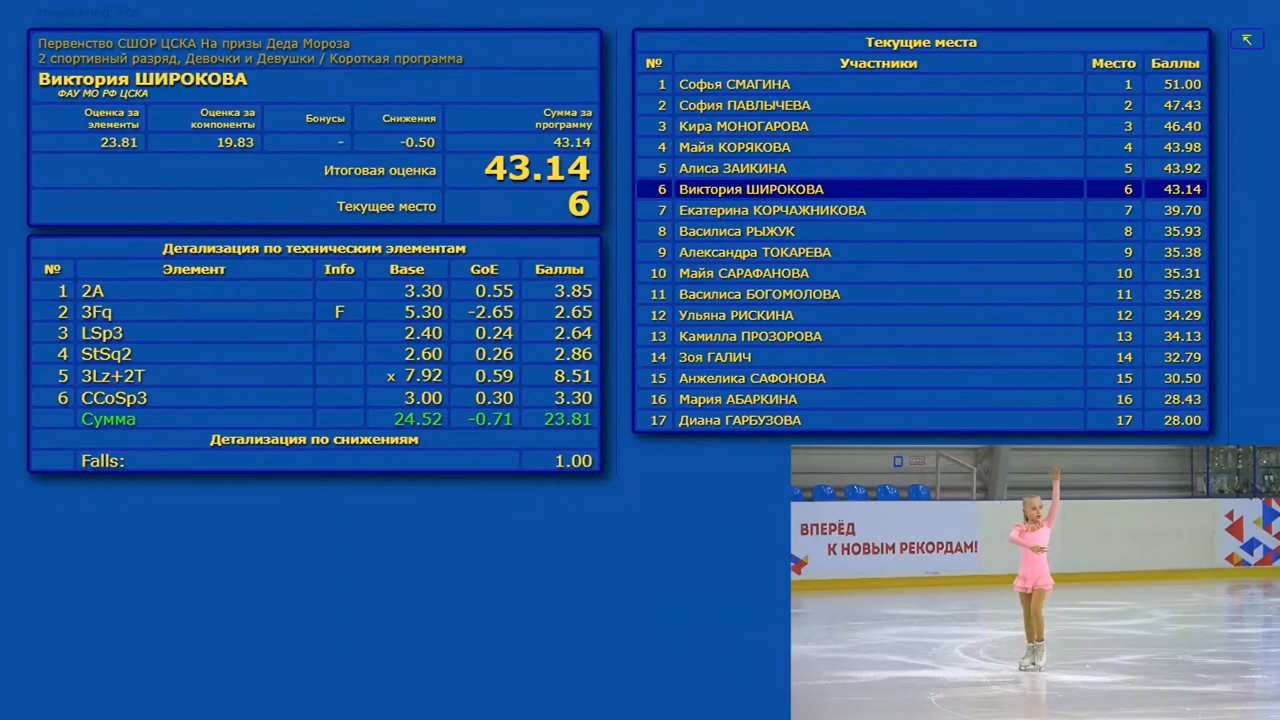 Первенство СШОР ЦСКА На призы Деда Мороза
2 спортивный разряд, Девочки и Девушки / Короткая программа
Виктория ШИРОКОВА
ФАУ МО РФ ЦСКА
Оценка за элементы Оценка за компоненты Бонусы Снижения Сумма за программу
23.81 19.83 - -0.50 43.14
Итоговая оценка 43.14
Текущее место 6
Детализация по техническим элементам
№ Элемент Info Base GoE Баллы
1 2A 3.30 0.55 3.85
2 3Fq F 5.30 -2.65 2.65
3 LSp3 2.40 0.24 2.64
4 StSq2 2.60 0.26 2.86
5 3Lz+2T x 7.92 0.59 8.51
6 CCoSp3 3.00 0.30 3.30
Сумма 24.52 -0.71 23.81
Детализация по снижениям
Falls: 1.00
Текущие места
№ Участники Место Баллы
1 Софья СМАГИНА 1 51.00
2 София ПАВЛЫЧЕВА 2 47.43
3 Кира МОНОГАРОВА 3 46.40
4 Майя КОРЯКОВА 4 43.98
5 Алиса ЗАИКИНА 5 43.92
6 Виктория ШИРОКОВА 6 43.14
7 Екатерина КОРЧАЖНИКОВА 7 39.70
8 Василиса РЫЖУК 8 35.93
9 Александра ТОКАРЕВА 9 35.38
10 Майя САРАФАНОВА 10 35.31
11 Василиса БОГОМОЛОВА 11 35.28
12 Ульяна РИСКИНА 12 34.29
13 Камилла ПРОЗОРОВА 13 34.13
14 Зоя ГАЛИЧ 14 32.79
15 Анжелика САФОНОВА 15 30.50
16 Мария АБАРКИНА 16 28.43
17 Диана ГАРБУЗОВА 17 28.00
ВПЕРЁД
К НОВЫМ РЕКОРДАМ!